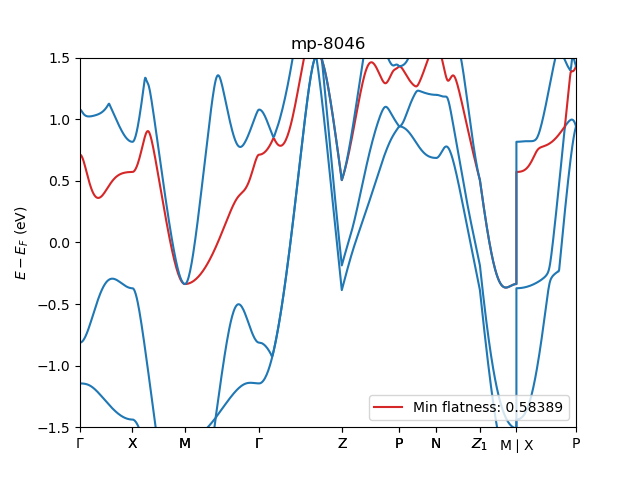 mp-8046
1.5
1.0
0.5
0.0
−0.5
−1.0
−1.5
E − E_F (eV)
Min flatness: 0.58389
Γ X M Γ Z P N Z₁ M | X P